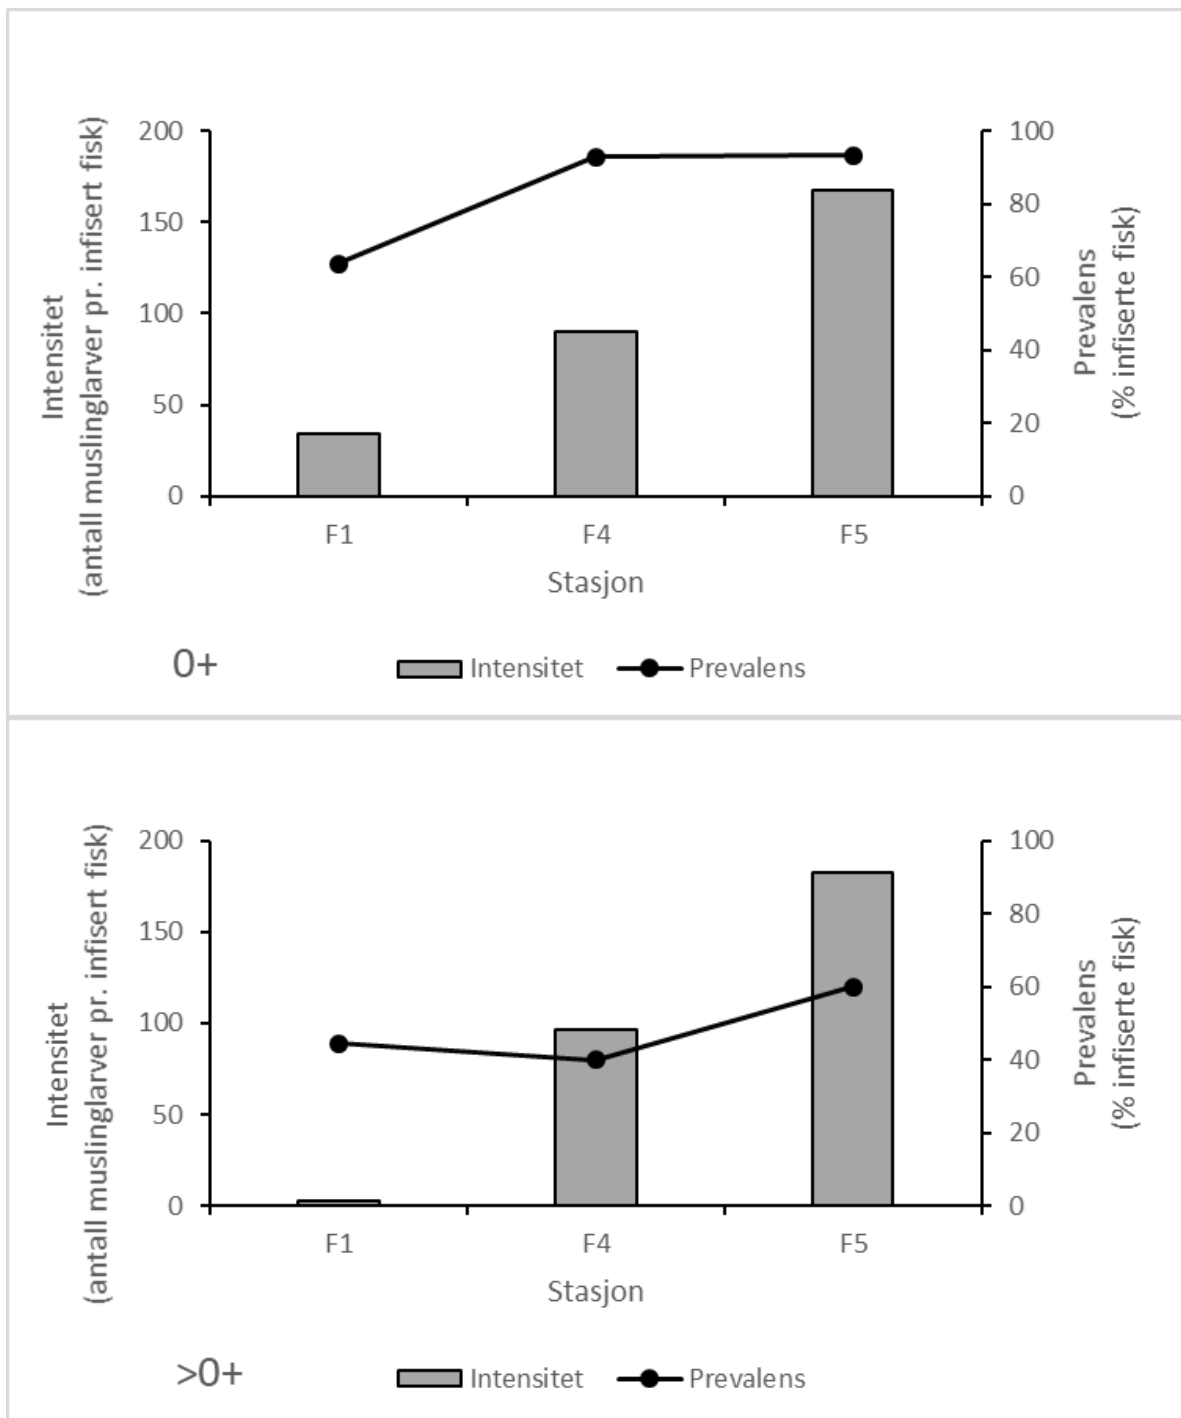 Intensitet
(antall muslinglarver pr. infisert fisk)
200
150
100
50
0
100
80
60
40
20
0
Prevalens
(% infiserte fisk)
F1
F4
F5
Stasjon
0+
Intensitet
Prevalens
Intensitet
(antall muslinglarver pr. infisert fisk)
200
150
100
50
0
100
80
60
40
20
0
Prevalens
(% infiserte fisk)
F1
F4
F5
Stasjon
>0+
Intensitet
Prevalens